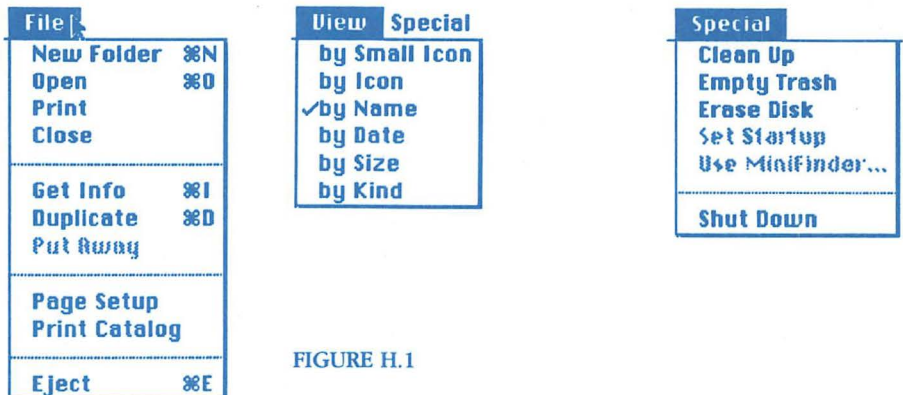 File
New Folder ⌘N
Open ⌘O
Print
Close
Get Info ⌘I
Duplicate ⌘D
Put Away
Page Setup
Print Catalog
Eject ⌘E
View Special
by Small Icon
by Icon
✓by Name
by Date
by Size
by Kind
Special
Clean Up
Empty Trash
Erase Disk
Set Startup
Use MiniFinder...
Shut Down
FIGURE H.1